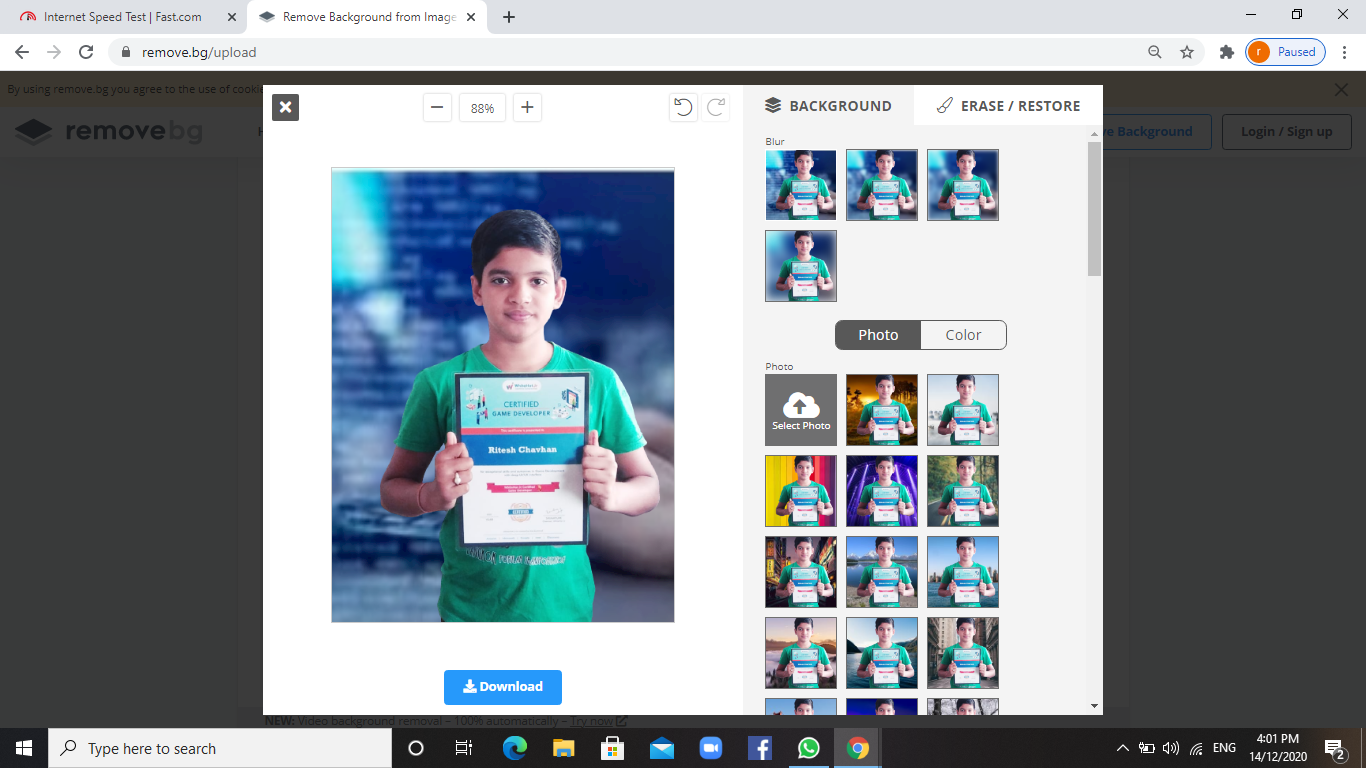 Internet Speed Test | Fast.com
Remove Background from Image
remove.bg/upload
Paused
By using remove.bg you agree to the use of cookie
removebg
H
e Background
Login / Sign up
88%
BACKGROUND
ERASE / RESTORE
Blur
Photo
Color
Photo
Select Photo
CERTIFIED
GAME DEVELOPER
Ritesh Chavhan
Download
NEW: Video background removal – 100% automatically – Try now
Type here to search
ENG
4:01 PM
14/12/2020
2